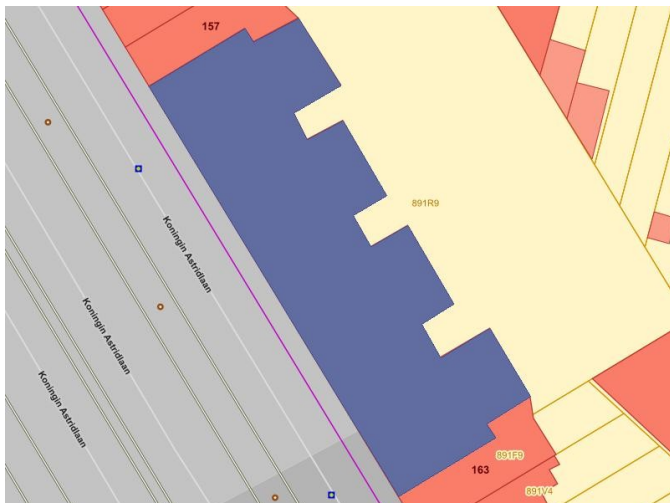 157
891R9
Koningin Astridlaan
Koningin Astridlaan
Koningin Astridlaan
891F9
163
891V4